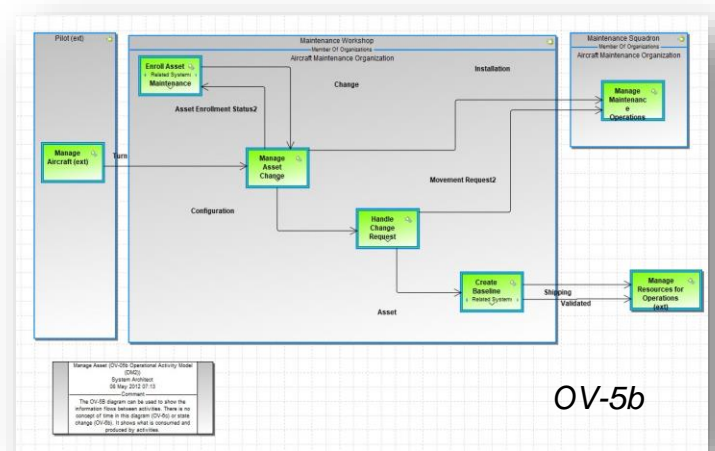 Pilot (ext)
Maintenance Workshop
Member Of Organizations
Aircraft Maintenance Organization
Maintenance Squadron
Member Of Organizations
Aircraft Maintenance Organization
Enroll Asset
Related System
Maintenance
Change
Installation
Asset Enrollment Status2
Manage
Maintenanc
e
Operations
Manage
Aircraft (ext)
Turn
Manage
Asset
Change
Movement Request2
Configuration
Handle
Change
Request
Create
Baseline
Related System
Shipping
Validated
Manage
Resources for
Operations
(ext)
Asset
Manage Asset (OV-05b Operational Activity Model
(DM2))
System Architect
08 May 2012 07:10
Comment
The OV-5B diagram can be used to show the
information flows between activities. There is no
concept of time in this diagram (OV-6c) or state
change (OV-6b). It shows what is consumed and
produced by activities.
OV-5b